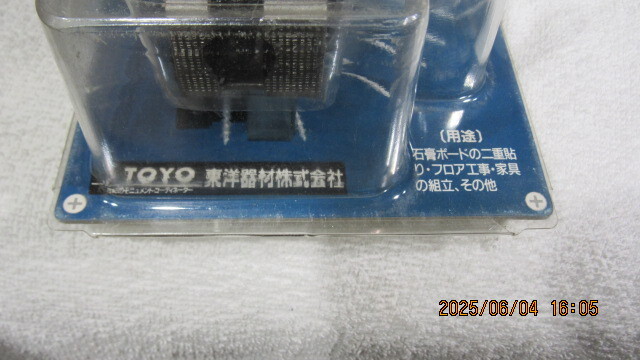 TOYO 東洋器材株式会社
(用途)
石膏ボードの二重貼
り・フロア工事・家具
の組立、その他
2025/06/04 16:05